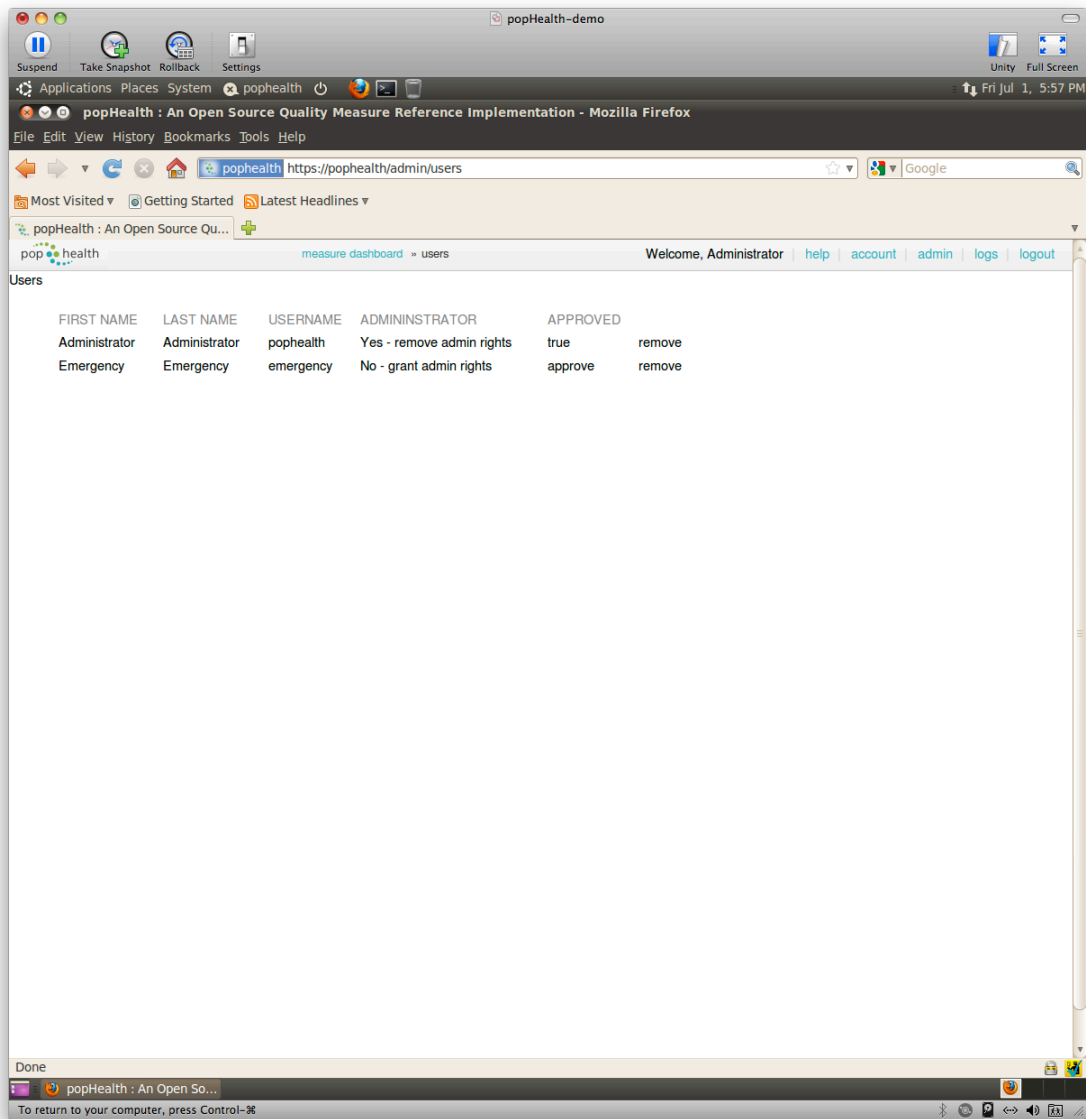 popHealth-demo
Suspend Take Snapshot Rollback Settings Unity Full Screen
Applications Places System pophealth Fri Jul 1, 5:57 PM
popHealth : An Open Source Quality Measure Reference Implementation - Mozilla Firefox
File Edit View History Bookmarks Tools Help
pophealth https://pophealth/admin/users Google
Most Visited Getting Started Latest Headlines
popHealth : An Open Source Qu...
pop health measure dashboard » users Welcome, Administrator | help | account | admin | logs | logout
Users
FIRST NAME LAST NAME USERNAME ADMININSTRATOR APPROVED
Administrator Administrator pophealth Yes - remove admin rights true remove
Emergency Emergency emergency No - grant admin rights approve remove
Done
popHealth : An Open So...
To return to your computer, press Control-⌘